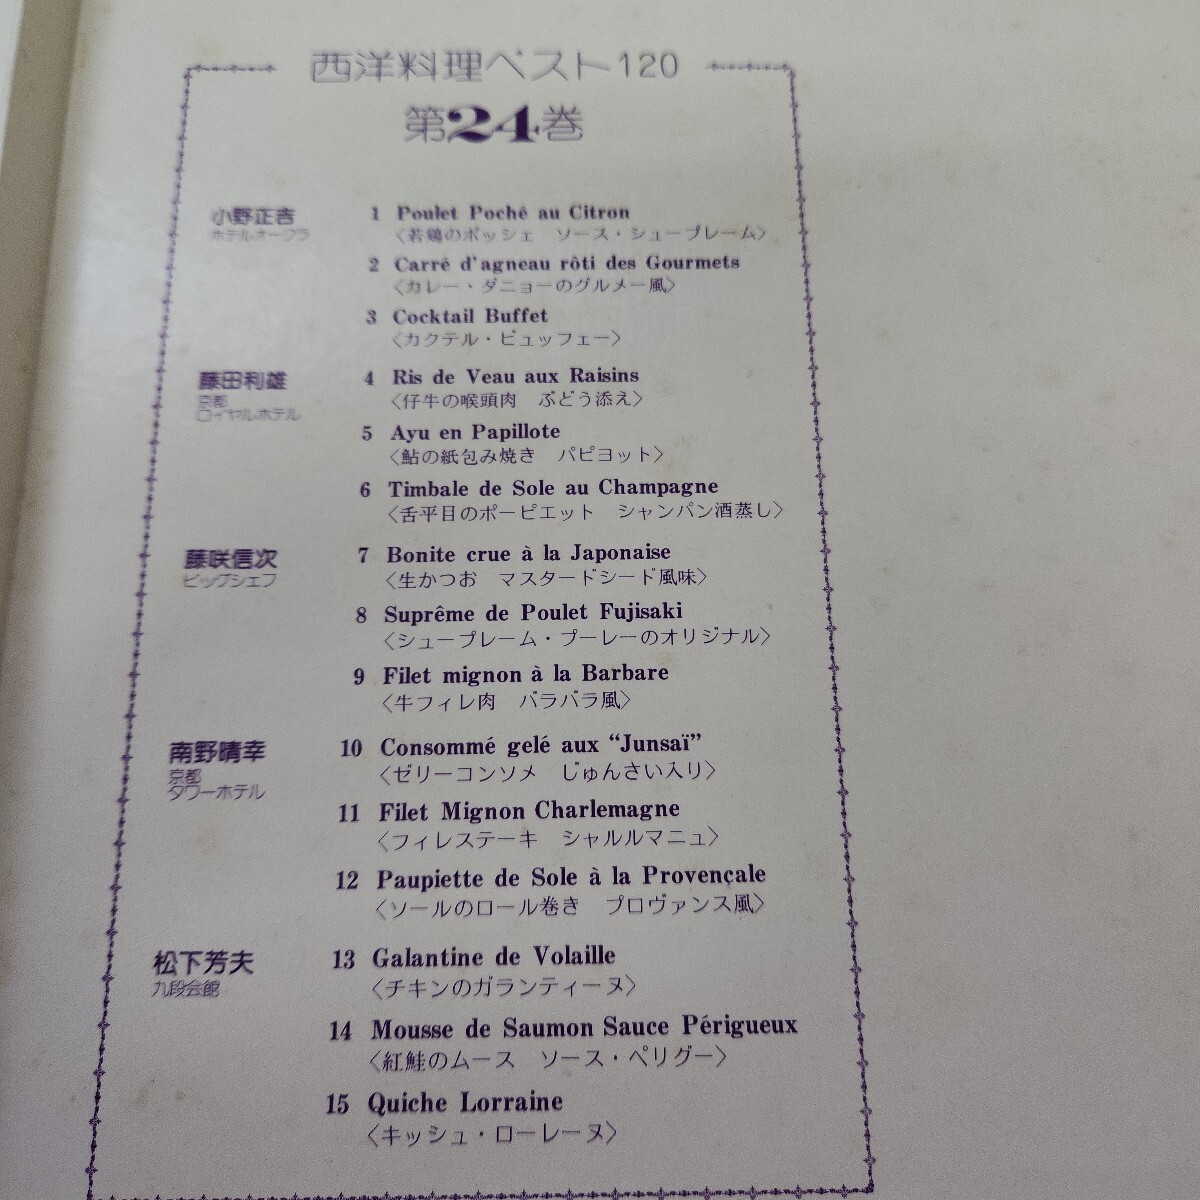 西洋料理ベスト120
第24巻
小野正吉
ホテルオークラ
1 Poulet Poché au Citron
〈若鶏のポッシェ ソース・シュープレーム〉
2 Carré d'agneau rôti des Gourmets
〈カレー・ダニョーのグルメー風〉
3 Cocktail Buffet
〈カクテル・ビュッフェー〉
藤田利雄
京都
ロイヤルホテル
4 Ris de Veau aux Raisins
〈仔牛の喉頭肉 ぶどう添え〉
5 Ayu en Papillote
〈鮎の紙包み焼き パピヨット〉
6 Timbale de Sole au Champagne
〈舌平目のポーピエット シャンパン酒蒸し〉
藤咲信次
ビッグシェフ
7 Bonite crue à la Japonaise
〈生かつお マスタードシード風味〉
8 Suprême de Poulet Fujisaki
〈シュープレーム・プーレーのオリジナル〉
9 Filet mignon à la Barbare
〈牛フィレ肉 バラバラ風〉
南野晴幸
京都
タワーホテル
10 Consommé gelé aux “Junsaï”
〈ゼリーコンソメ じゅんさい入り〉
11 Filet Mignon Charlemagne
〈フィレステーキ シャルルマニュ〉
12 Paupiette de Sole à la Provençale
〈ソールのロール巻き プロヴァンス風〉
松下芳夫
九段会館
13 Galantine de Volaille
〈チキンのガランティーヌ〉
14 Mousse de Saumon Sauce Périgueux
〈紅鮭のムース ソース・ペリグー〉
15 Quiche Lorraine
〈キッシュ・ローレーヌ〉